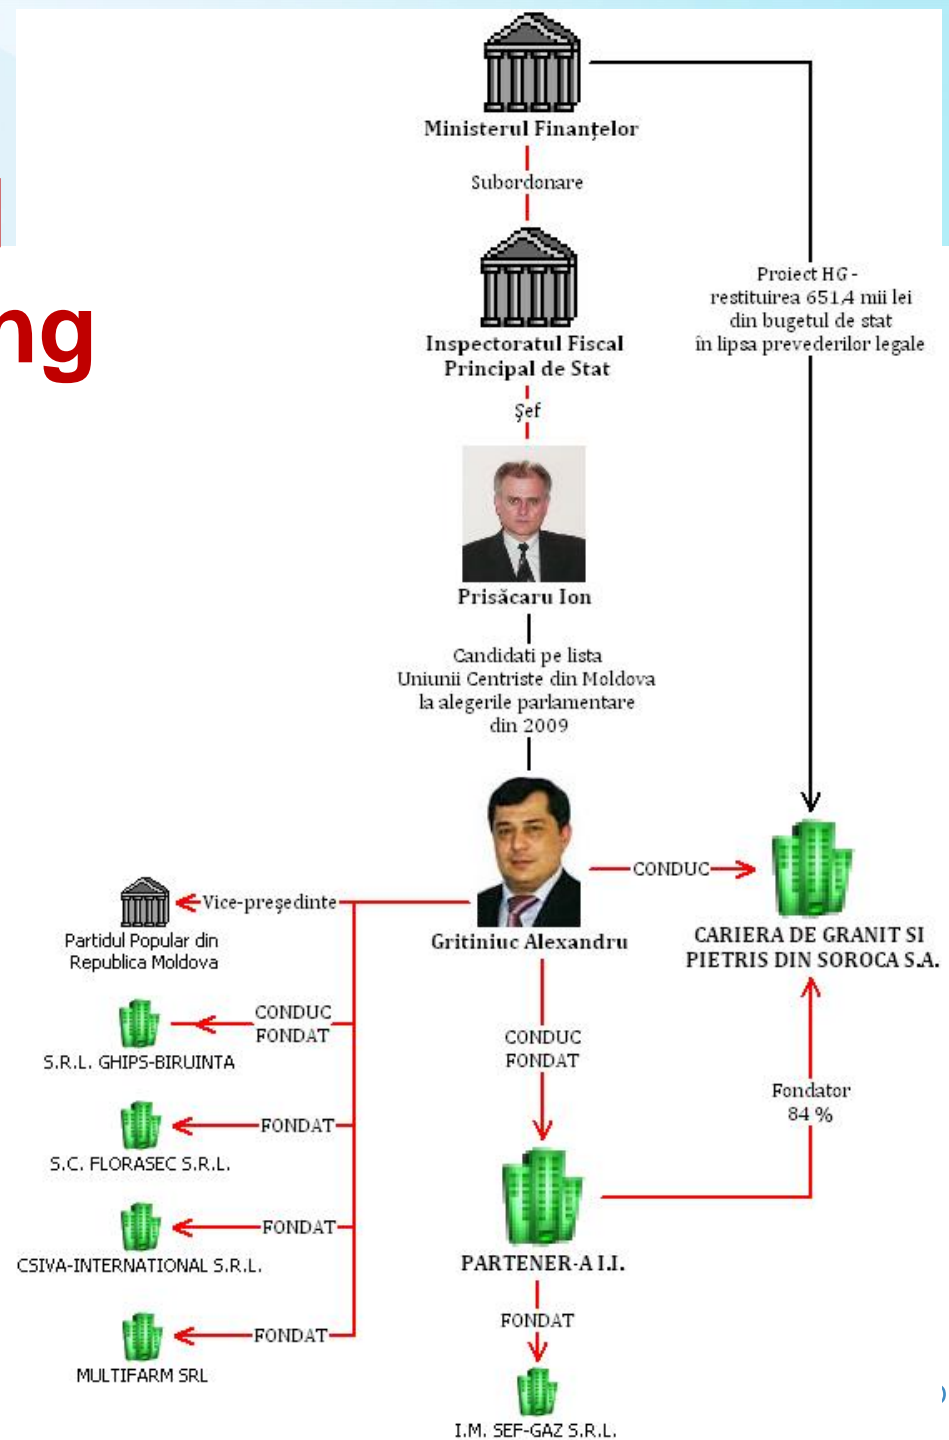 Ministerul Finanțelor
Subordonare
Inspectoratul Fiscal
Principal de Stat
Șef
Prisăcaru Ion
Candidati pe lista
Uniunii Centriste din Moldova
la alegerile parlamentare
din 2009
Proiect HG -
restituirea 651,4 mii lei
din bugetul de stat
în lipsa prevederilor legale
ng
Gritiniuc Alexandru
CONDUC
CARIERA DE GRANIT SI
PIETRIS DIN SOROCA S.A.
Vice-președinte
Partidul Popular din
Republica Moldova
CONDUC
FONDAT
S.R.L. GHIPS-BIRUINTA
FONDAT
S.C. FLORASEC S.R.L.
FONDAT
CSIVA-INTERNATIONAL S.R.L.
FONDAT
MULTIFARM SRL
CONDUC
FONDAT
Fondator
84 %
PARTENER-A I.I.
FONDAT
I.M. SEF-GAZ S.R.L.